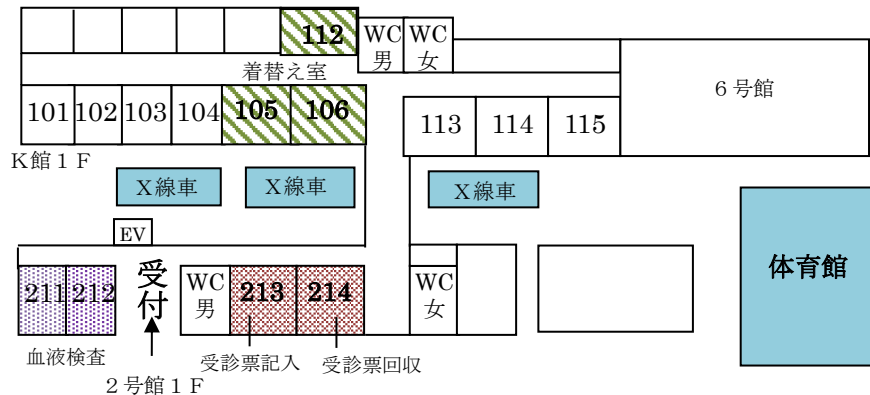 112
WC
男
WC
女
着替え室
6号館
101
102
103
104
105
106
113
114
115
K館1F
X線車
X線車
X線車
EV
体育館
211
212
受付
WC
男
213
214
WC
女
血液検査
受診票記入
受診票回収
2号館1F